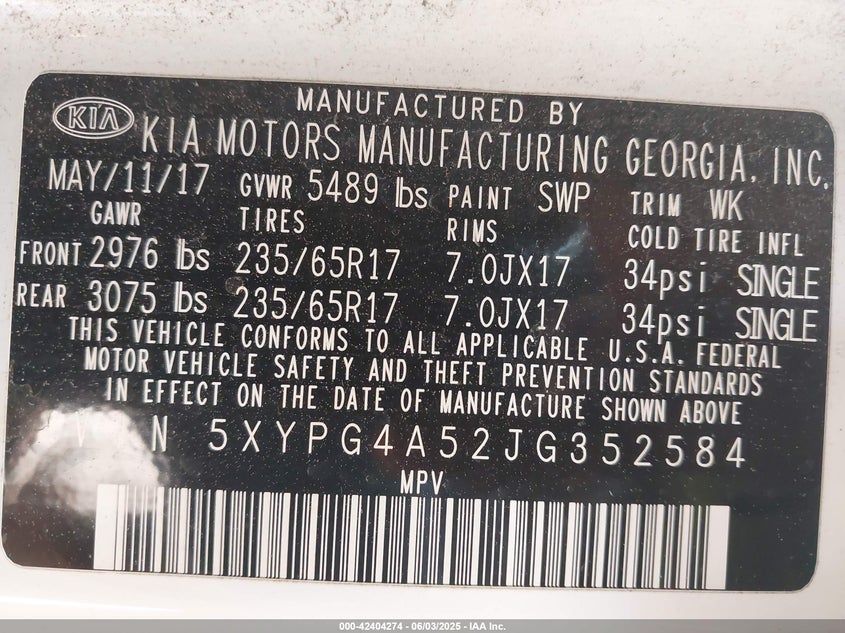 MANUFACTURED BY
KIA KIA MOTORS MANUFACTURING GEORGIA, INC.
MAY/11/17 GVWR 5489 lbs PAINT SWP TRIM WK
GAWR TIRES RIMS COLD TIRE INFL
FRONT 2976 lbs 235/65R17 7.0JX17 34psi SINGLE
REAR 3075 lbs 235/65R17 7.0JX17 34psi SINGLE
THIS VEHICLE CONFORMS TO ALL APPLICABLE U.S.A. FEDERAL
MOTOR VEHICLE SAFETY AND THEFT PREVENTION STANDARDS
IN EFFECT ON THE DATE OF MANUFACTURE SHOWN ABOVE
V I N 5XYPG4A52JG352584
MPV
000-42404274 - 06/03/2025 - IAA Inc.